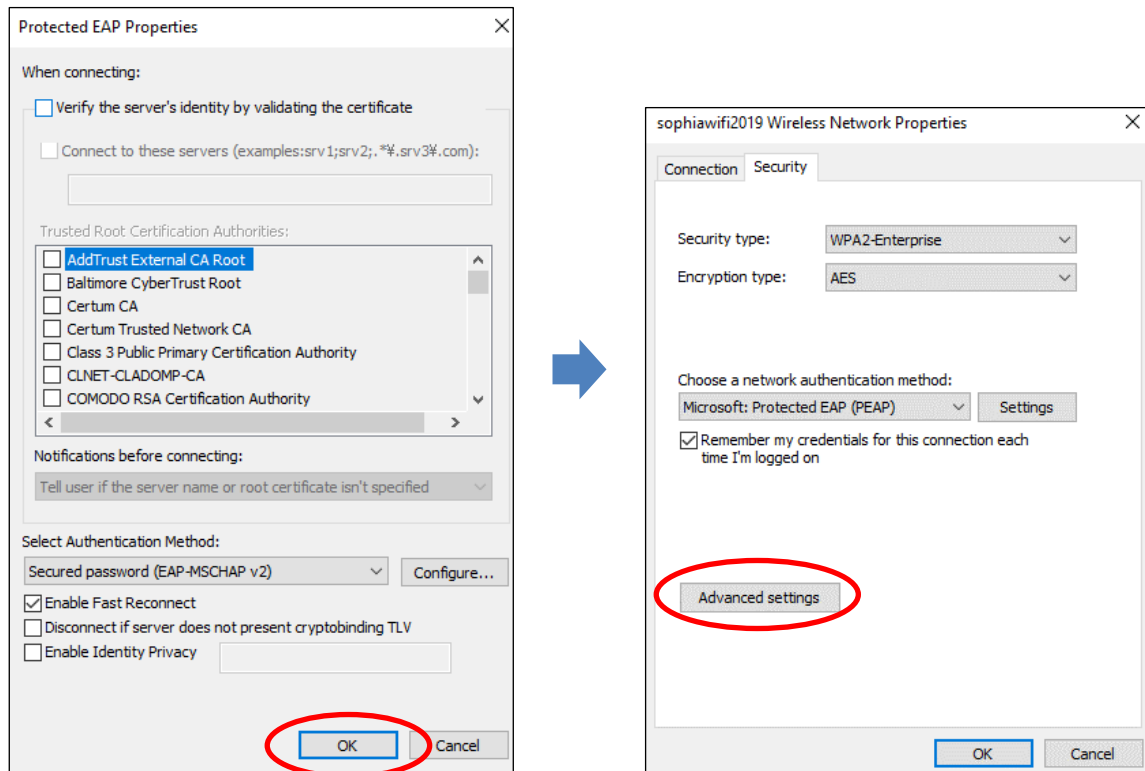 Protected EAP Properties
When connecting:
Verify the server's identity by validating the certificate
Connect to these servers (examples:srv1;srv2;.*¥.srv3¥.com):
Trusted Root Certification Authorities:
AddTrust External CA Root
Baltimore CyberTrust Root
Certum CA
Certum Trusted Network CA
Class 3 Public Primary Certification Authority
CLNET-CLADOMP-CA
COMODO RSA Certification Authority
Notifications before connecting:
Tell user if the server name or root certificate isn't specified
Select Authentication Method:
Secured password (EAP-MSCHAP v2)
Configure...
Enable Fast Reconnect
Disconnect if server does not present cryptobinding TLV
Enable Identity Privacy
OK
Cancel
sophiawifi2019 Wireless Network Properties
Connection
Security
Security type:
WPA2-Enterprise
Encryption type:
AES
Choose a network authentication method:
Microsoft: Protected EAP (PEAP)
Settings
Remember my credentials for this connection each
time I'm logged on
Advanced settings
OK
Cancel